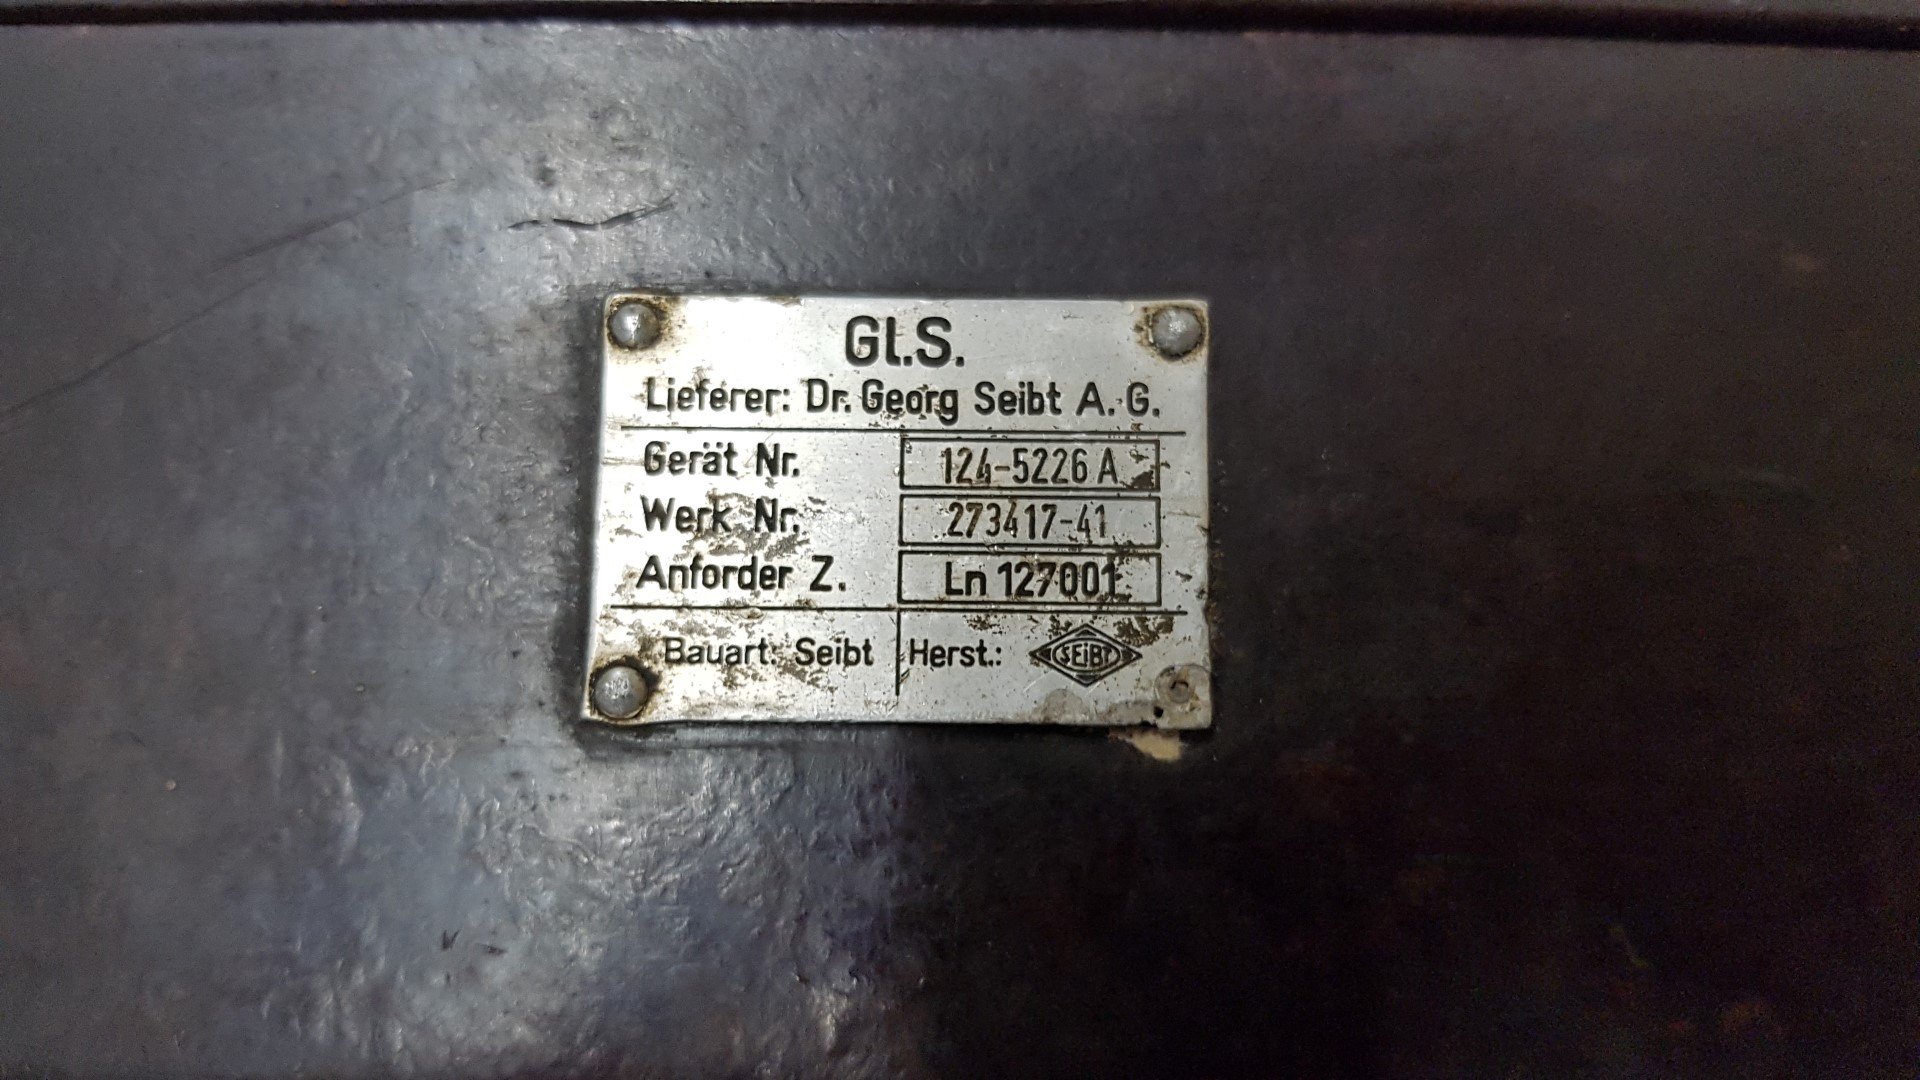 Gl.S.
Lieferer: Dr. Georg Seibt A. G.
Gerät Nr. 124-5226 A
Werk Nr. 273417-41
Anforder Z. Ln 127001
Bauart: Seibt Herst.: SEiBT